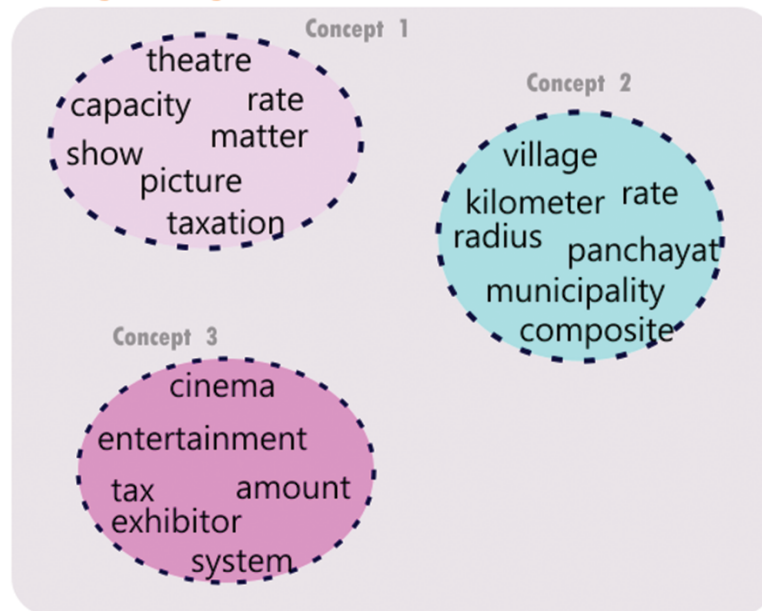 Concept 1
theatre
capacity rate
matter
show
picture
taxation
Concept 2
village
kilometer rate
radius
panchayat
municipality
composite
Concept 3
cinema
entertainment
tax amount
exhibitor
system